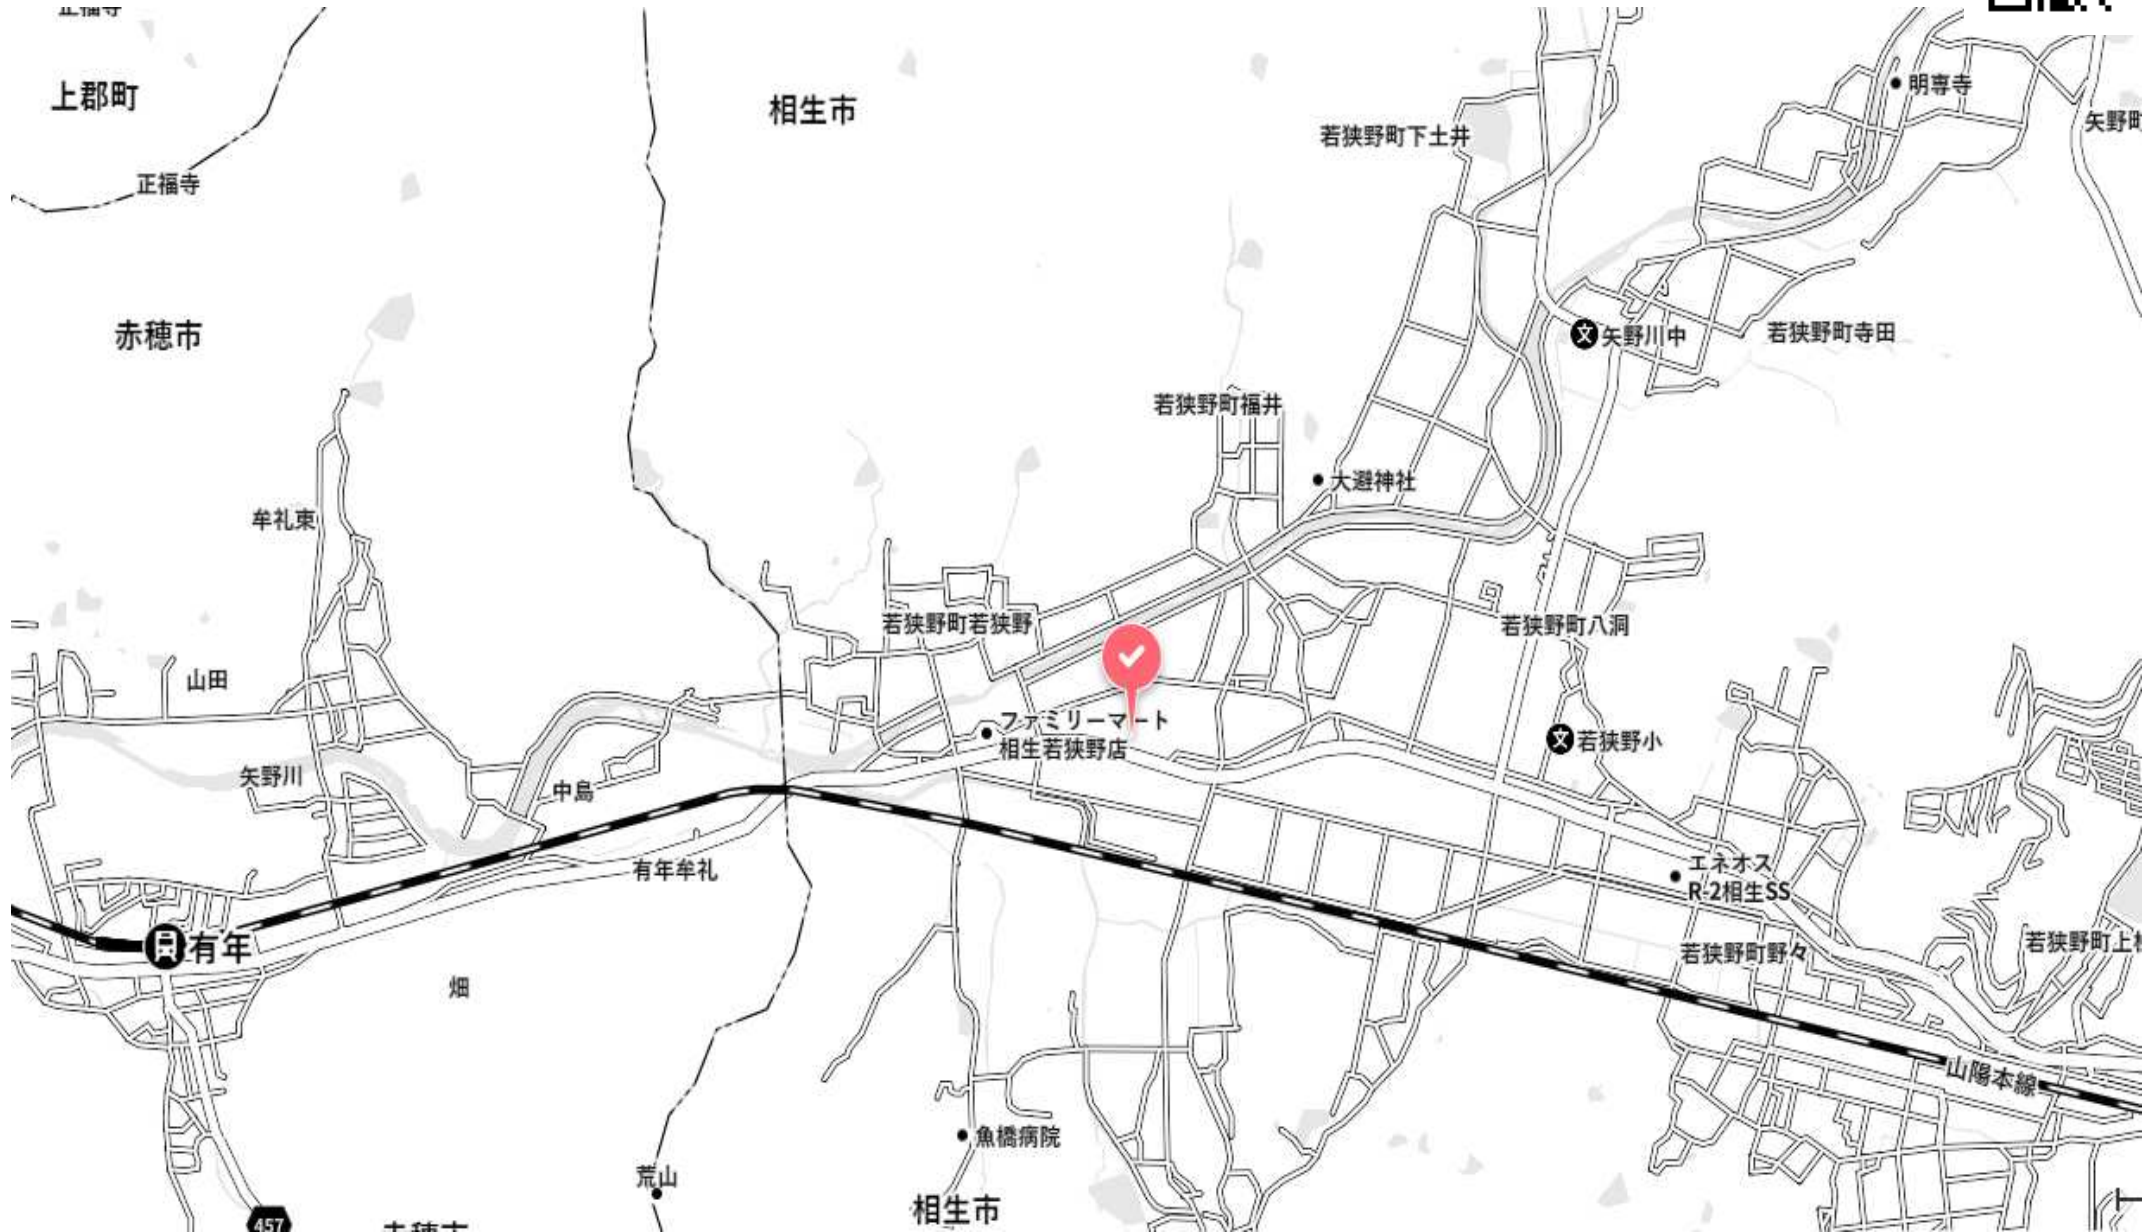 正福寺
上郡町
相生市
明専寺
矢野町
若狭野町下土井
正福寺
赤穂市
矢野川中
若狭野町寺田
若狭野町福井
大避神社
牟礼東
若狭野町若狭野
若狭野町八洞
山田
ファミリーマート
相生若狭野店
若狭野小
矢野川
中島
有年牟礼
エネオス
R-2相生SS
有年
若狭野町野々
若狭野町上
畑
山陽本線
魚橋病院
荒山
相生市
457
赤穂市